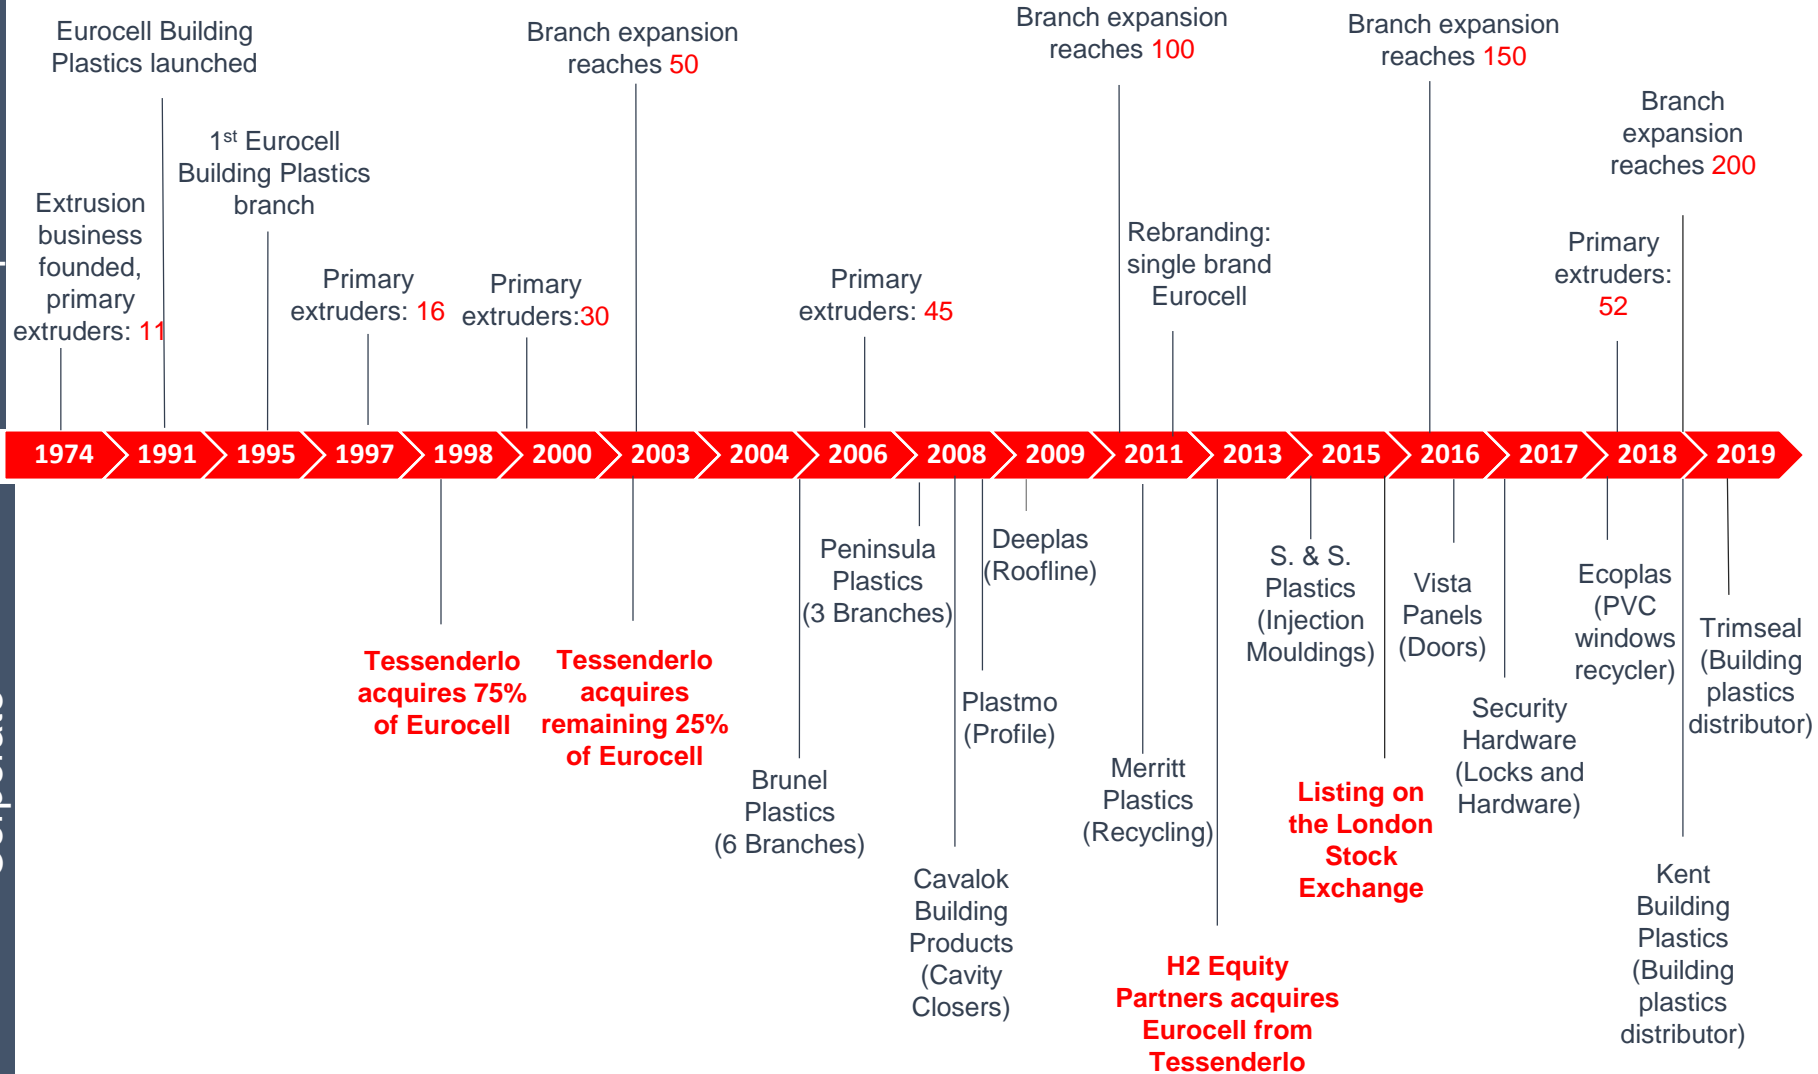 Eurocell Building
Plastics launched
Branch expansion
reaches 50
Branch expansion
reaches 100
Branch expansion
reaches 150
Branch
expansion
reaches 200
1st Eurocell
Building Plastics
branch
Extrusion
business
founded,
primary
extruders: 11
Primary
extruders: 16
Primary
extruders:30
Primary
extruders: 45
Rebranding:
single brand
Eurocell
Primary
extruders:
52
1974 1991 1995 1997 1998 2000 2003 2004 2006 2008 2009 2011 2013 2015 2016 2017 2018 2019
Tessenderlo
acquires 75%
of Eurocell
Tessenderlo
acquires
remaining 25%
of Eurocell
Brunel
Plastics
(6 Branches)
Peninsula
Plastics
(3 Branches)
Cavalok
Building
Products
(Cavity
Closers)
Plastmo
(Profile)
Deeplas
(Roofline)
Merritt
Plastics
(Recycling)
H2 Equity
Partners acquires
Eurocell from
Tessenderlo
S. & S.
Plastics
(Injection
Mouldings)
Listing on
the London
Stock
Exchange
Vista
Panels
(Doors)
Security
Hardware
(Locks and
Hardware)
Ecoplas
(PVC
windows
recycler)
Kent
Building
Plastics
(Building
plastics
distributor)
Trimseal
(Building
plastics
distributor)